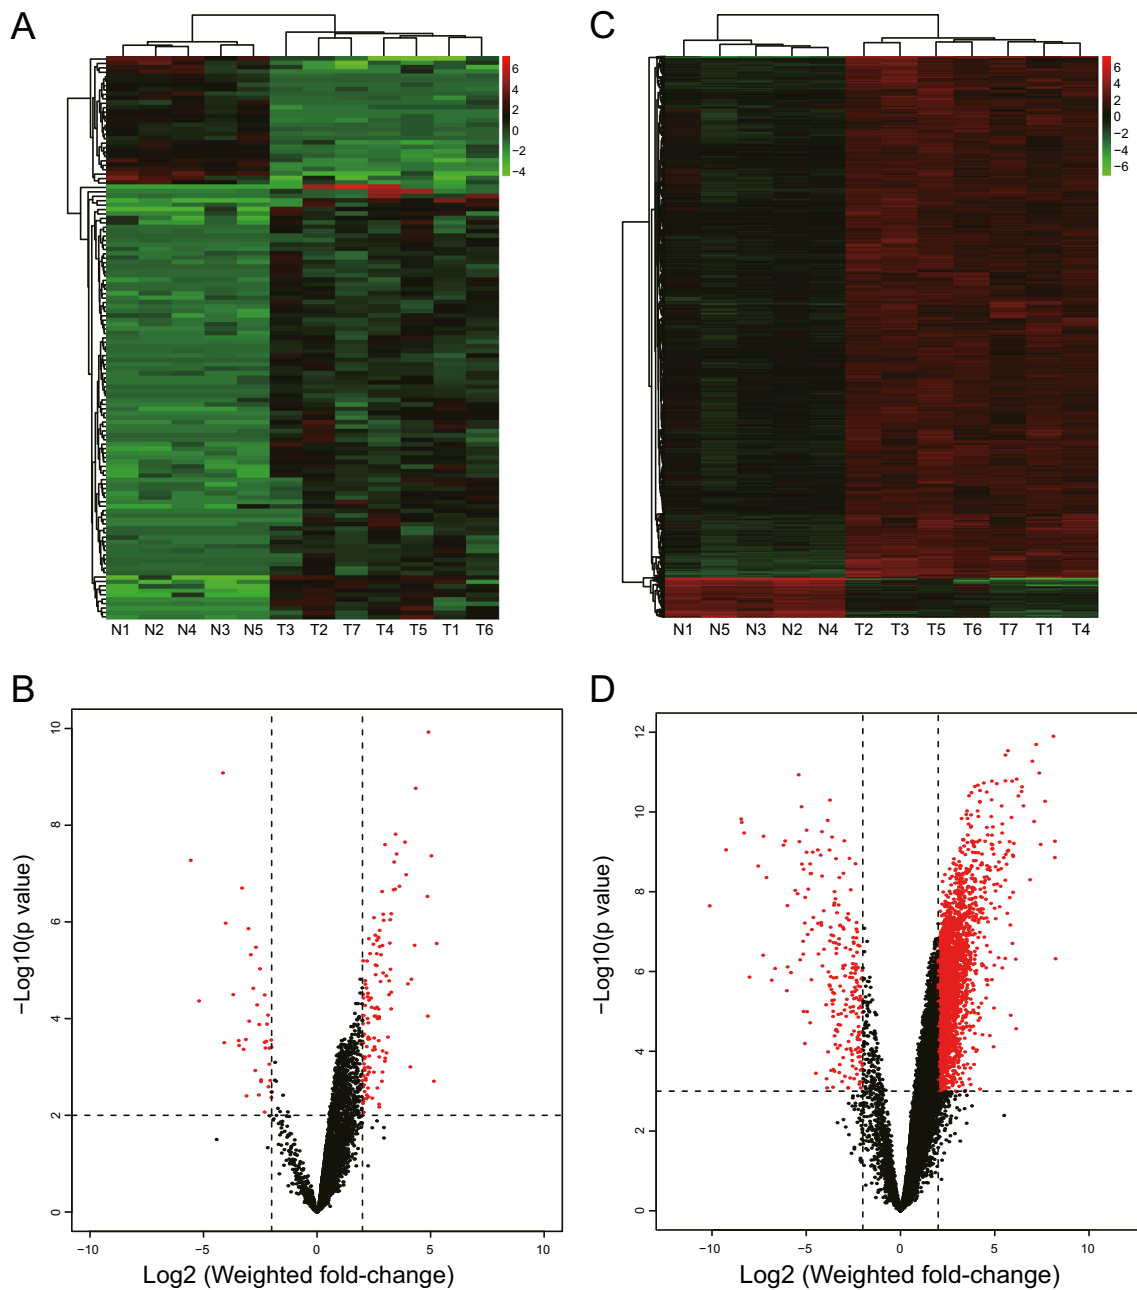 A
6
4
2
0
−2
−4
N1 N2 N4 N3 N5 T3 T2 T7 T4 T5 T1 T6
C
6
4
2
0
−2
−4
−6
N1 N5 N3 N2 N4 T2 T3 T5 T6 T7 T1 T4
B
−Log10(p value)
10
8
6
4
2
0
−10 −5 0 5 10
Log2 (Weighted fold-change)
D
−Log10(p value)
12
10
8
6
4
2
0
−10 −5 0 5 10
Log2 (Weighted fold-change)